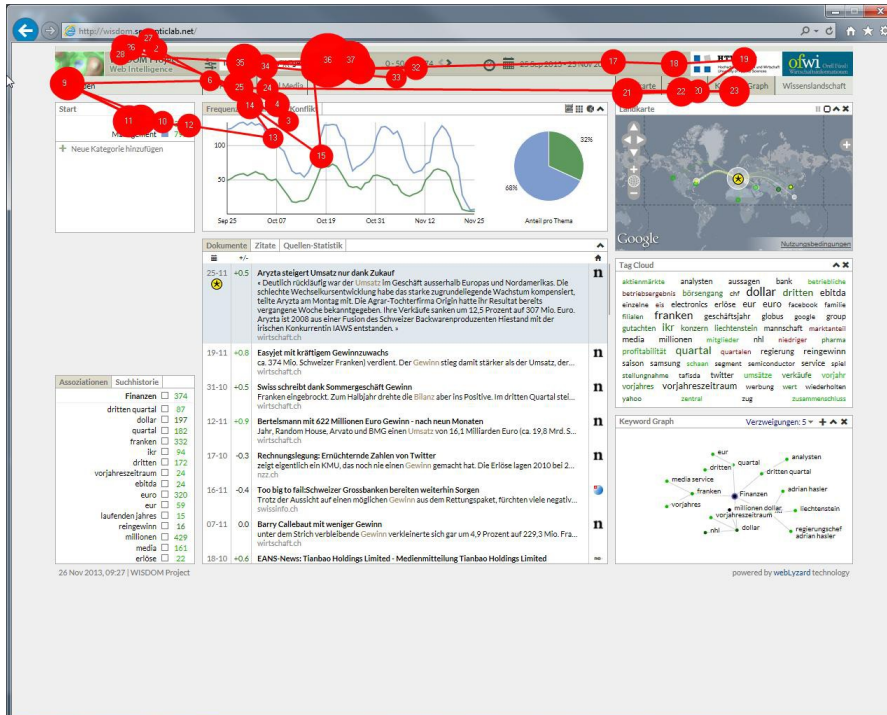 http://wisdom.
lab.net/
WISDOM
Web Intelligence
Wissenslandschaft
ofwi
Start
Neue Kategorie hinzufügen
Landkarte
32%
68%
100
50
Sep 25
Oct 07
Oct 19
Oct 31
Nov 12
Nov 25
Anteil pro Thema
Google
Nutzungsbedingungen
Dokumente Zitate Quellen-Statistik
+/-
25-11 +0.5 Aryzta steigert Umsatz nur dank Zukauf
« Deutlich rückläufig war der Umsatz im Geschäft ausserhalb Europas und Nordamerikas. Die
schlechte Wechselkursentwicklung habe das starke zugrundeliegende Wachstum kompensiert,
teilte Aryzta am Montag mit. Die Agrar-Tochterfirma Origin hatte ihr Resultat bereits
vergangene Woche bekanntgegeben. Ihre Verkäufe sanken um 12,5 Prozent auf 307 Mio. Euro.
Aryzta ist 2008 aus einer Fusion des Schweizer Backwarenproduzenten Hiestand mit der
irischen Konkurrentin IAWS entstanden. »
wirtschaft.ch
19-11 +0.8 Easyjet mit kräftigem Gewinnzuwachs
ca. 374 Mio. Schweizer Franken) verdient. Der Gewinn stieg damit stärker als der Umsatz, der...
wirtschaft.ch
31-10 +0.5 Swiss schreibt dank Sommergeschäft Gewinn
Franken eingebrockt. Zum Halbjahr drehte die Bilanz aber ins Positive. Im dritten Quartal stei...
wirtschaft.ch
12-11 +0.9 Bertelsmann mit 622 Millionen Euro Gewinn - nach neun Monaten
Jahr, Random House, Arvato und BMG einen Umsatz von 16,1 Milliarden Euro (ca. 19,8 Mrd. S...
wirtschaft.ch
17-10 -0.3 Rechnungslegung: Ernüchternde Zahlen von Twitter
zeigt eigentlich ein KMU, das noch nie einen Gewinn gemacht hat. Die Erlöse lagen 2010 bei 2...
nzz.ch
16-11 -0.4 Too big to fail:Schweizer Grossbanken bereiten weiterhin Sorgen
Trotz der Aussicht auf einen möglichen Gewinn aus dem Rettungspaket, fürchten viele negativ...
swissinfo.ch
07-11 0.0 Barry Callebaut mit weniger Gewinn
unter dem Strich verbleibende Gewinn verkleinerte sich gar um 4,9 Prozent auf 229,3 Mio. Fra...
wirtschaft.ch
18-10 +0.6 EANS-News: Tianbao Holdings Limited - Medienmitteilung Tianbao Holdings Limited
Tag Cloud
aktienmärkte analysten aussagen bank betriebliche
betriebsergebnis börsengang chf dollar dritten ebitda
einzelne eis electronics erlöse eur euro facebook familie
filialen franken geschäftsjahr globus google group
gutachten ikr konzern liechtenstein mannschaft marktanteil
media millionen mitglieder nhl niedriger pharma
profitabilität quartal quartalen regierung reingewinn
saison samsung schaan segment semiconductor service spiel
stellungnahme tafisda twitter umsätze verkäufe vorjahr
vorjahres vorjahreszeitraum werbung wert wiederholten
yahoo zentral zug zusammenschluss
Assoziationen Suchhistorie
Finanzen 374
dritten quartal 87
dollar 197
quartal 182
franken 332
ikr 94
dritten 172
vorjahreszeitraum 24
ebitda 24
euro 320
eur 59
laufenden jahres 15
reingewinn 16
millionen 429
media 161
erlöse 22
Keyword Graph Verzweigungen: 5
eur
quartal
analysten
dritten
dritten quartal
media service
franken
Finanzen
adrian hasler
vorjahres
millionen dollar
liechtenstein
vorjahreszeitraum
nhl
dollar
regierungschef
adrian hasler
26 Nov 2013, 09:27 | WISDOM Project
powered by webLyzard technology